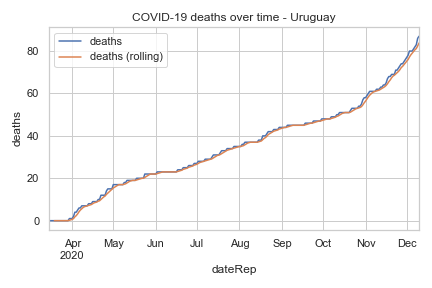 COVID-19 deaths over time - Uruguay
deaths
deaths (rolling)
80
60
40
20
0
deaths
Apr May Jun Jul Aug Sep Oct Nov Dec
2020
dateRep